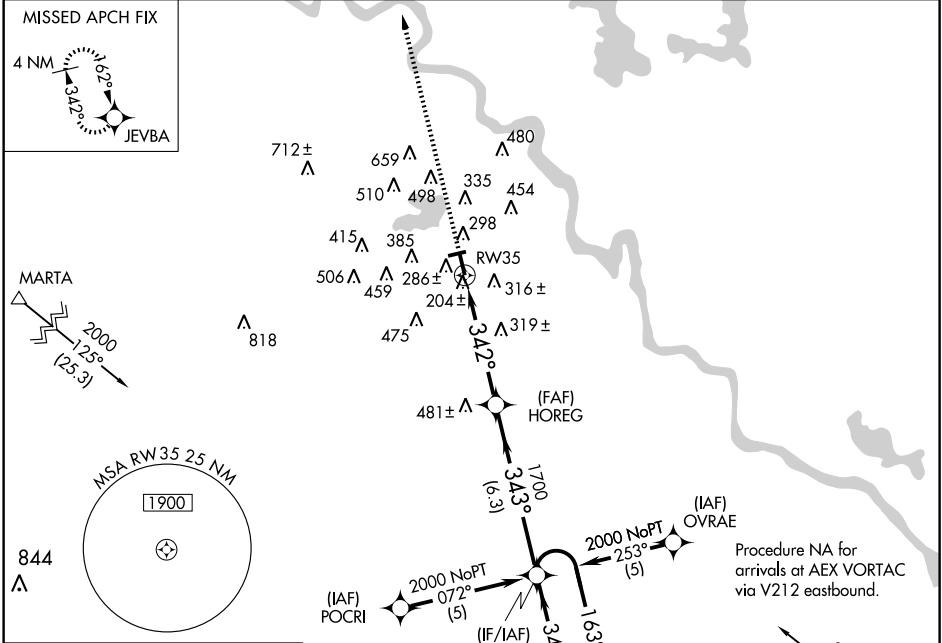 MISSED APCH FIX
4 NM
162°
342°
JEVBA
712±
659
480
510
498
335
454
298
415
385
RW35
MARTA
506
459
286±
316±
204±
2000
125°
(25.3)
818
475
319±
342°
(FAF)
HOREG
481±
MSA RW35 25 NM
1900
1700
343°
(6.3)
(IAF)
OVRAE
2000 NoPT
253°
(5)
844
Procedure NA for
arrivals at AEX VORTAC
via V212 eastbound.
2000 NoPT
072°
(5)
(IAF)
POCRI
(IF/IAF)
163°